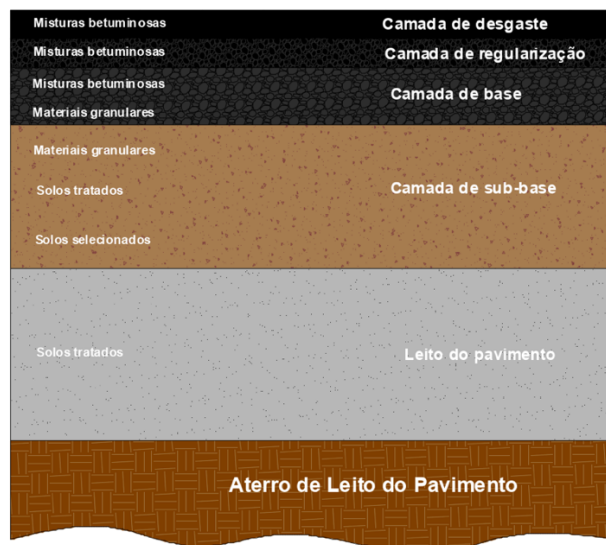 Misturas betuminosas Camada de desgaste
Misturas betuminosas Camada de regularização
Misturas betuminosas
Camada de base
Materiais granulares
Materiais granulares
Solos tratados Camada de sub-base
Solos selecionados
Solos tratados Leito do pavimento
Aterro de Leito do Pavimento